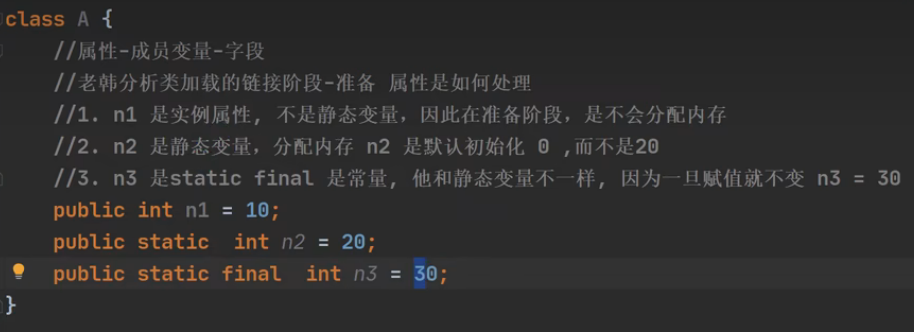 class A {
//属性-成员变量-字段
//老韩分析类加载的链接阶段-准备 属性是如何处理
//1. n1 是实例属性, 不是静态变量，因此在准备阶段，是不会分配内存
//2. n2 是静态变量，分配内存 n2 是默认初始化 0 ,而不是20
//3. n3 是static final 是常量, 他和静态变量不一样, 因为一旦赋值就不变 n3 = 30
public int n1 = 10;
public static  int n2 = 20;
public static final  int n3 = 30;
}